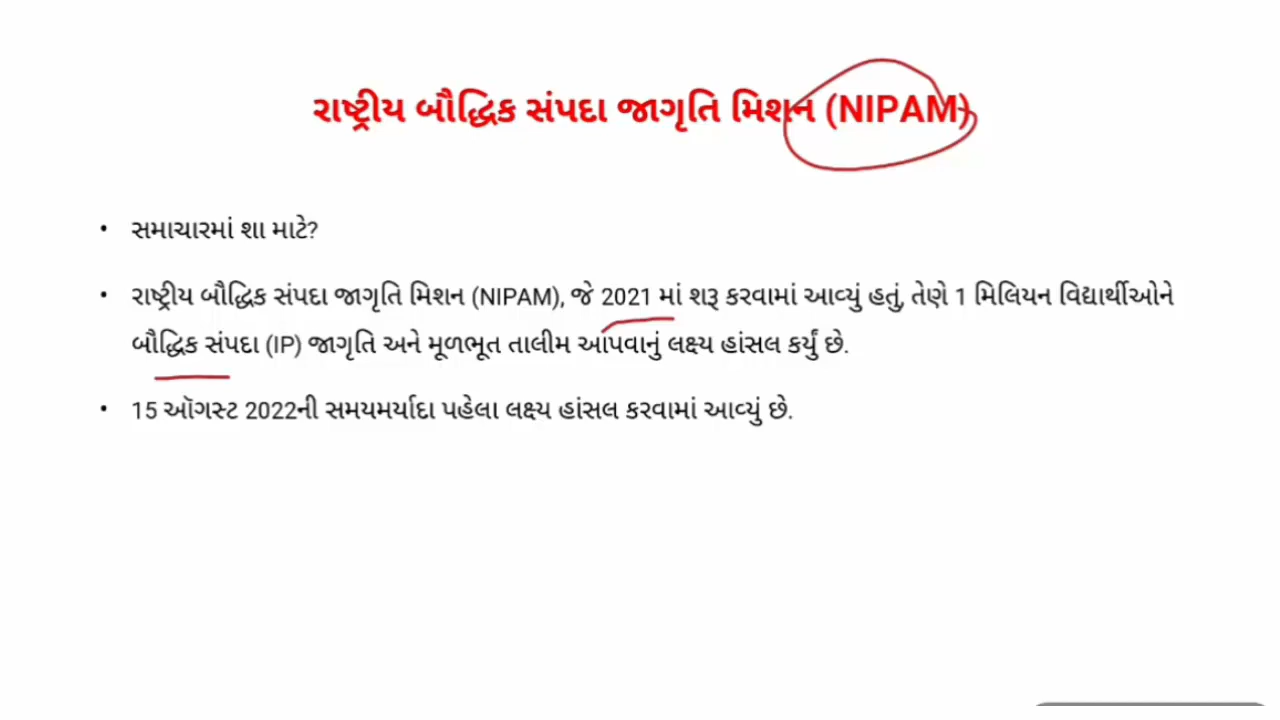 રાષ્ટ્રીય બૌદ્ધિક સંપદા જાગૃતિ મિશન (NIPAM)
• સમાચારમાં શા માટે?
• રાષ્ટ્રીય બૌદ્ધિક સંપદા જાગૃતિ મિશન (NIPAM), જે 2021 માં શરૂ કરવામાં આવ્યું હતું, તેણે 1 મિલિયન વિદ્યાર્થીઓને
બૌદ્ધિક સંપદા (IP) જાગૃતિ અને મૂળભૂત તાલીમ આપવાનું લક્ષ્ય હાંસલ કર્યું છે.
• 15 ઑગસ્ટ 2022ની સમયમર્યાદા પહેલા લક્ષ્ય હાંસલ કરવામાં આવ્યું છે.